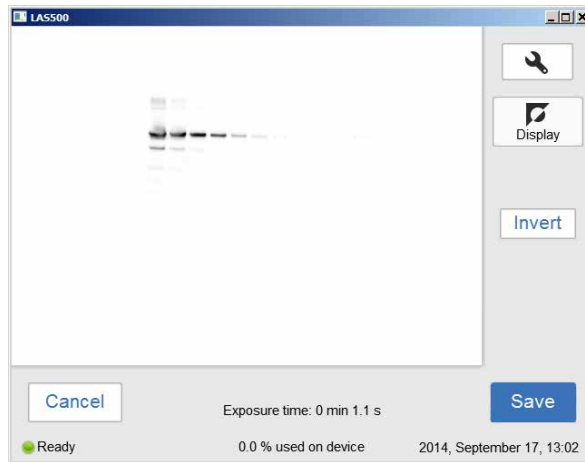 LAS500
Display
Invert
Cancel
Exposure time: 0 min 1.1 s
Save
Ready
0.0 % used on device
2014, September 17, 13:02